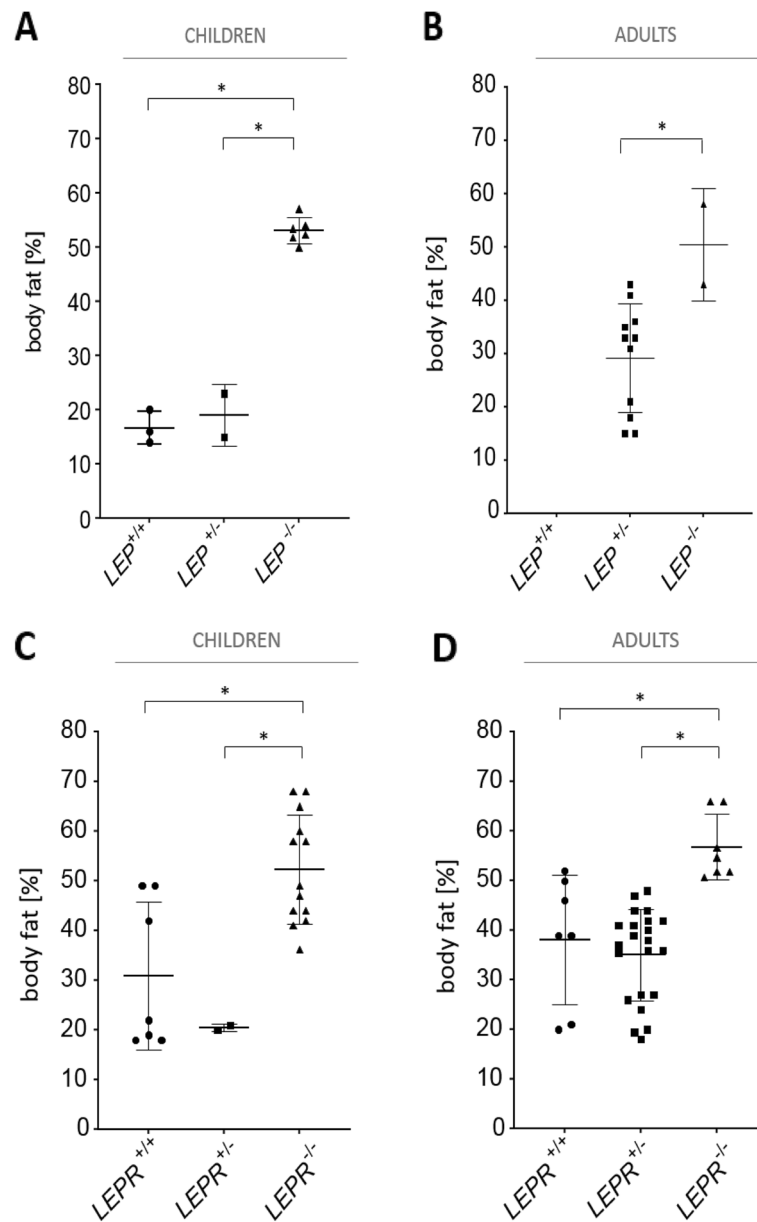 A
CHILDREN
80
70
60
50
40
30
20
10
0
body fat [%]
*
*
LEP+/+
LEP+/-
LEP-/-
B
ADULTS
80
70
60
50
40
30
20
10
0
body fat [%]
*
LEP+/+
LEP+/-
LEP-/-
C
CHILDREN
80
70
60
50
40
30
20
10
0
body fat [%]
*
*
LEPR+/+
LEPR+/-
LEPR-/-
D
ADULTS
80
70
60
50
40
30
20
10
0
body fat [%]
*
*
LEPR+/+
LEPR+/-
LEPR-/-